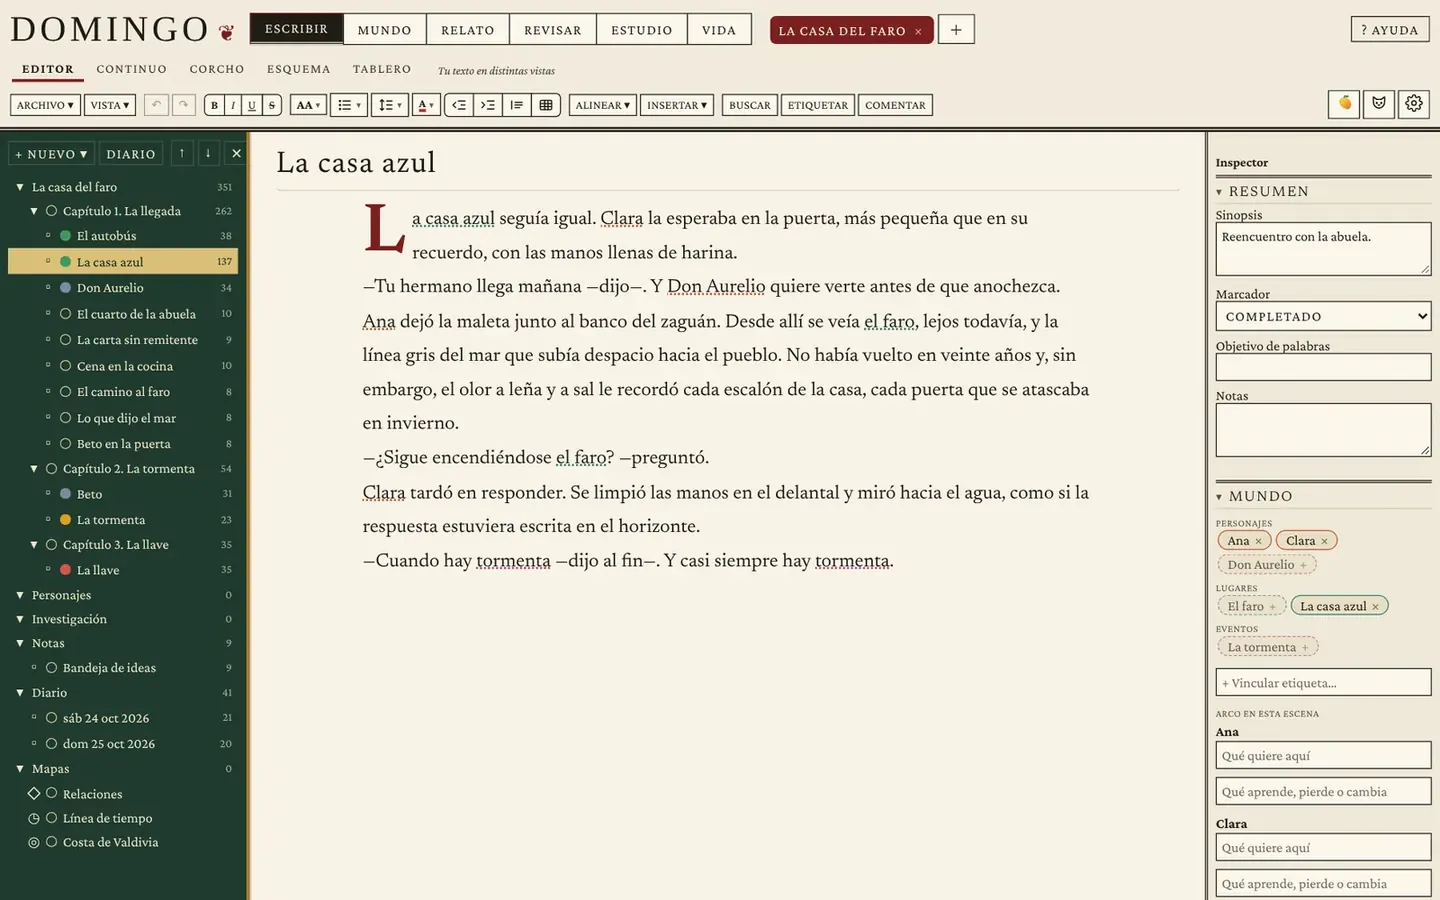 DOMINGO
ESCRIBIR MUNDO RELATO REVISAR ESTUDIO VIDA
LA CASA DEL FARO ×
+
? AYUDA
EDITOR CONTINUO CORCHO ESQUEMA TABLERO Tu texto en distintas vistas
ARCHIVO ▾ VISTA ▾ ↶ ↷ B I U S AA ▾ A ▾ ALINEAR ▾ INSERTAR ▾ BUSCAR ETIQUETAR COMENTAR
+ NUEVO ▾ DIARIO ↑ ↓ ✕
▼ La casa del faro 351
▼ Capítulo 1. La llegada 262
El autobús 38
La casa azul 137
Don Aurelio 34
El cuarto de la abuela 10
La carta sin remitente 9
Cena en la cocina 10
El camino al faro 8
Lo que dijo el mar 8
Beto en la puerta 8
▼ Capítulo 2. La tormenta 54
Beto 31
La tormenta 23
▼ Capítulo 3. La llave 35
La llave 35
▼ Personajes 0
▼ Investigación 0
▼ Notas 9
Bandeja de ideas 9
▼ Diario 41
sáb 24 oct 2026 21
dom 25 oct 2026 20
▼ Mapas 0
Relaciones
Línea de tiempo
Costa de Valdivia
La casa azul
La casa azul seguía igual. Clara la esperaba en la puerta, más pequeña que en su
recuerdo, con las manos llenas de harina.
—Tu hermano llega mañana —dijo—. Y Don Aurelio quiere verte antes de que anochezca.
Ana dejó la maleta junto al banco del zaguán. Desde allí se veía el faro, lejos todavía, y la
línea gris del mar que subía despacio hacia el pueblo. No había vuelto en veinte años y, sin
embargo, el olor a leña y a sal le recordó cada escalón de la casa, cada puerta que se atascaba
en invierno.
—¿Sigue encendiéndose el faro? —preguntó.
Clara tardó en responder. Se limpió las manos en el delantal y miró hacia el agua, como si la
respuesta estuviera escrita en el horizonte.
—Cuando hay tormenta —dijo al fin—. Y casi siempre hay tormenta.
Inspector
▾ RESUMEN
Sinopsis
Reencuentro con la abuela.
Marcador
COMPLETADO
Objetivo de palabras
Notas
▾ MUNDO
PERSONAJES
Ana × Clara ×
Don Aurelio +
LUGARES
El faro + La casa azul ×
EVENTOS
La tormenta +
+ Vincular etiqueta…
ARCO EN ESTA ESCENA
Ana
Qué quiere aquí
Qué aprende, pierde o cambia
Clara
Qué quiere aquí
Qué aprende, pierde o cambia